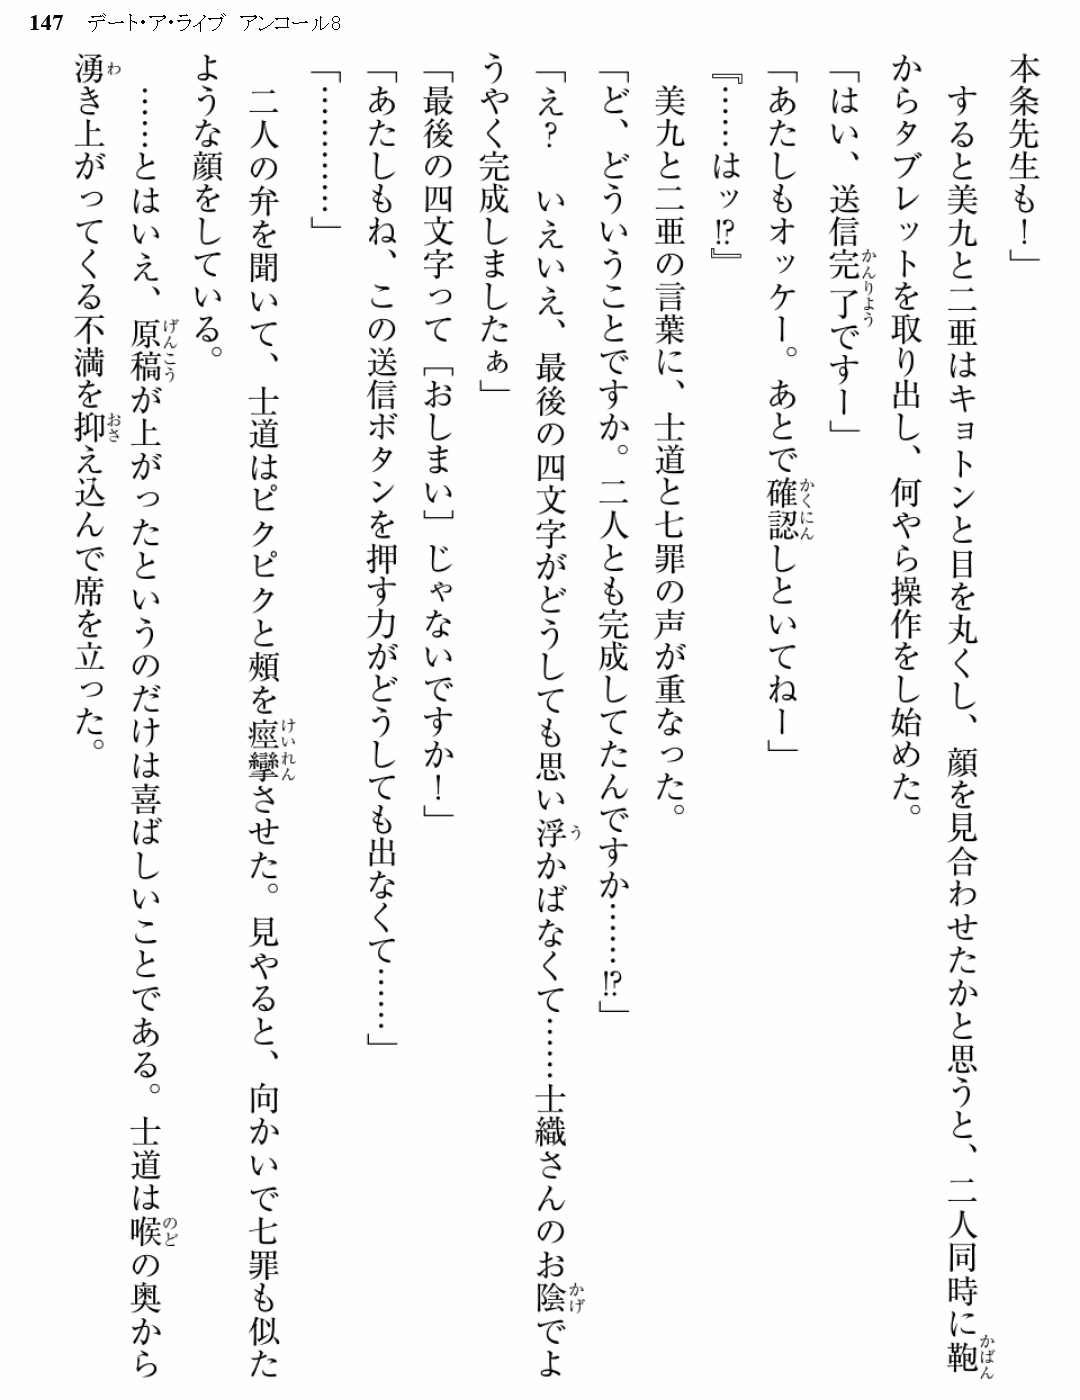 147 デート・ア・ライブ アンコール8
本条先生も！」
　すると美九と二亜はキョトンと目を丸くし、顔を見合わせたかと思うと、二人同時に鞄
からタブレットを取り出し、何やら操作をし始めた。
「はい、送信完了ですー」
「あたしもオッケー。あとで確認しといてねー」
『……はッ!?』
　美九と二亜の言葉に、士道と七罪の声が重なった。
「ど、どういうことですか。二人とも完成してたんですか……!?」
「え？　いえいえ、最後の四文字がどうしても思い浮かばなくて……士織さんのお陰でよ
うやく完成しましたぁ」
「最後の四文字って［おしまい］じゃないですか！」
「あたしもね、この送信ボタンを押す力がどうしても出なくて……」
「…………」
　二人の弁を聞いて、士道はピクピクと頰を痙攣させた。見やると、向かいで七罪も似た
ような顔をしている。
　……とはいえ、原稿が上がったというのだけは喜ばしいことである。士道は喉の奥から
湧き上がってくる不満を抑え込んで席を立った。